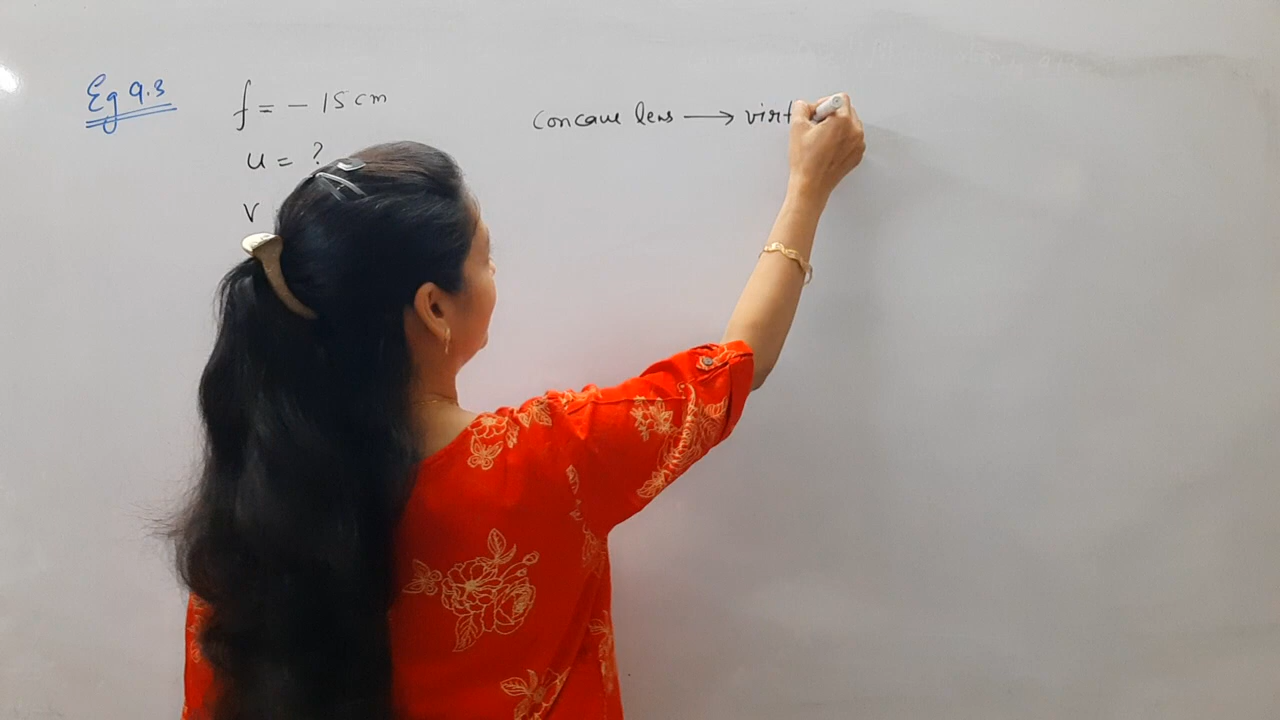 Eg 9.3
f = - 15 cm
u = ?
v
concave lens → virt